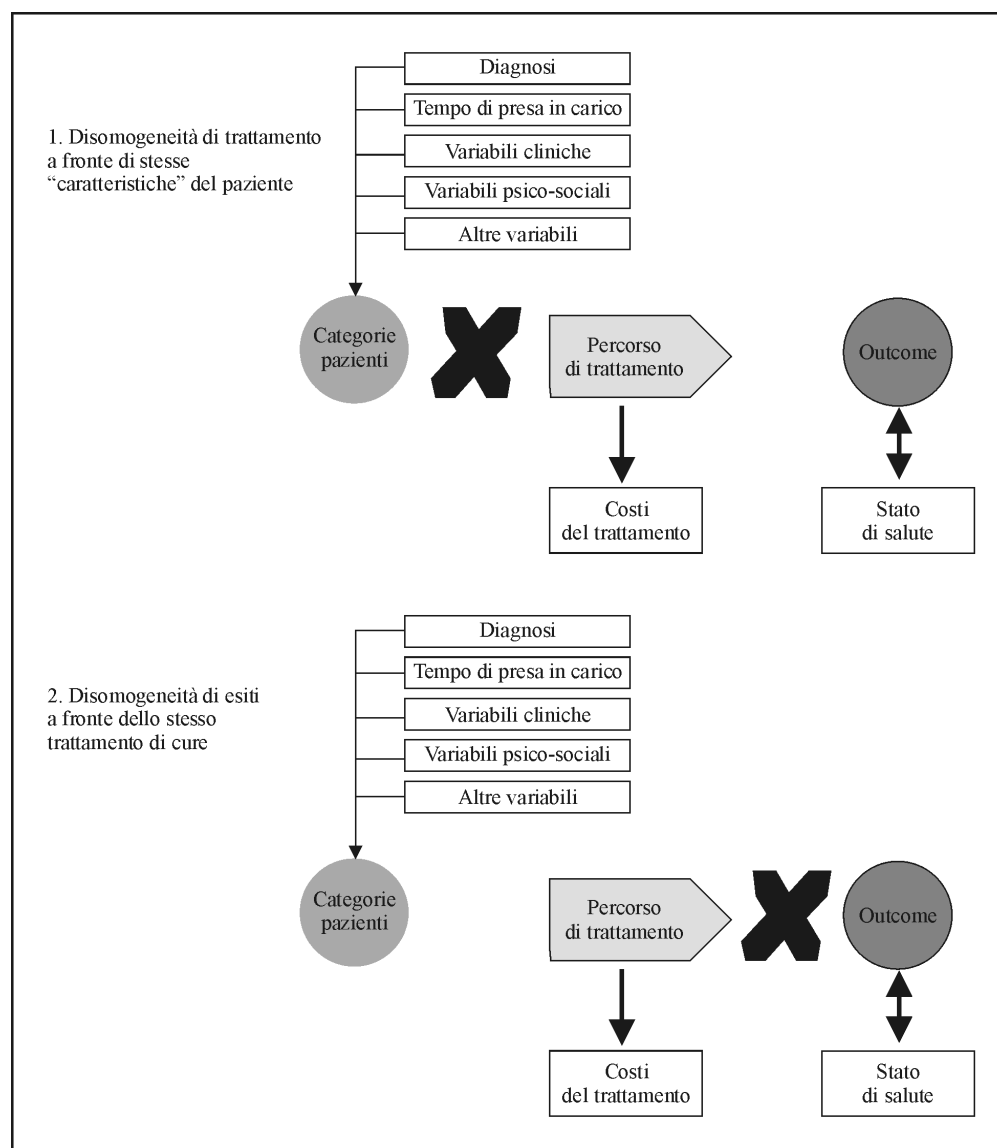 Diagnosi
Tempo di presa in carico
1. Disomogeneità di trattamento
a fronte di stesse
“caratteristiche” del paziente
Variabili cliniche
Variabili psico-sociali
Altre variabili
Categorie
pazienti
Percorso
di trattamento
Outcome
Costi
del trattamento
Stato
di salute
Diagnosi
Tempo di presa in carico
2. Disomogeneità di esiti
a fronte dello stesso
trattamento di cure
Variabili cliniche
Variabili psico-sociali
Altre variabili
Categorie
pazienti
Percorso
di trattamento
Outcome
Costi
del trattamento
Stato
di salute